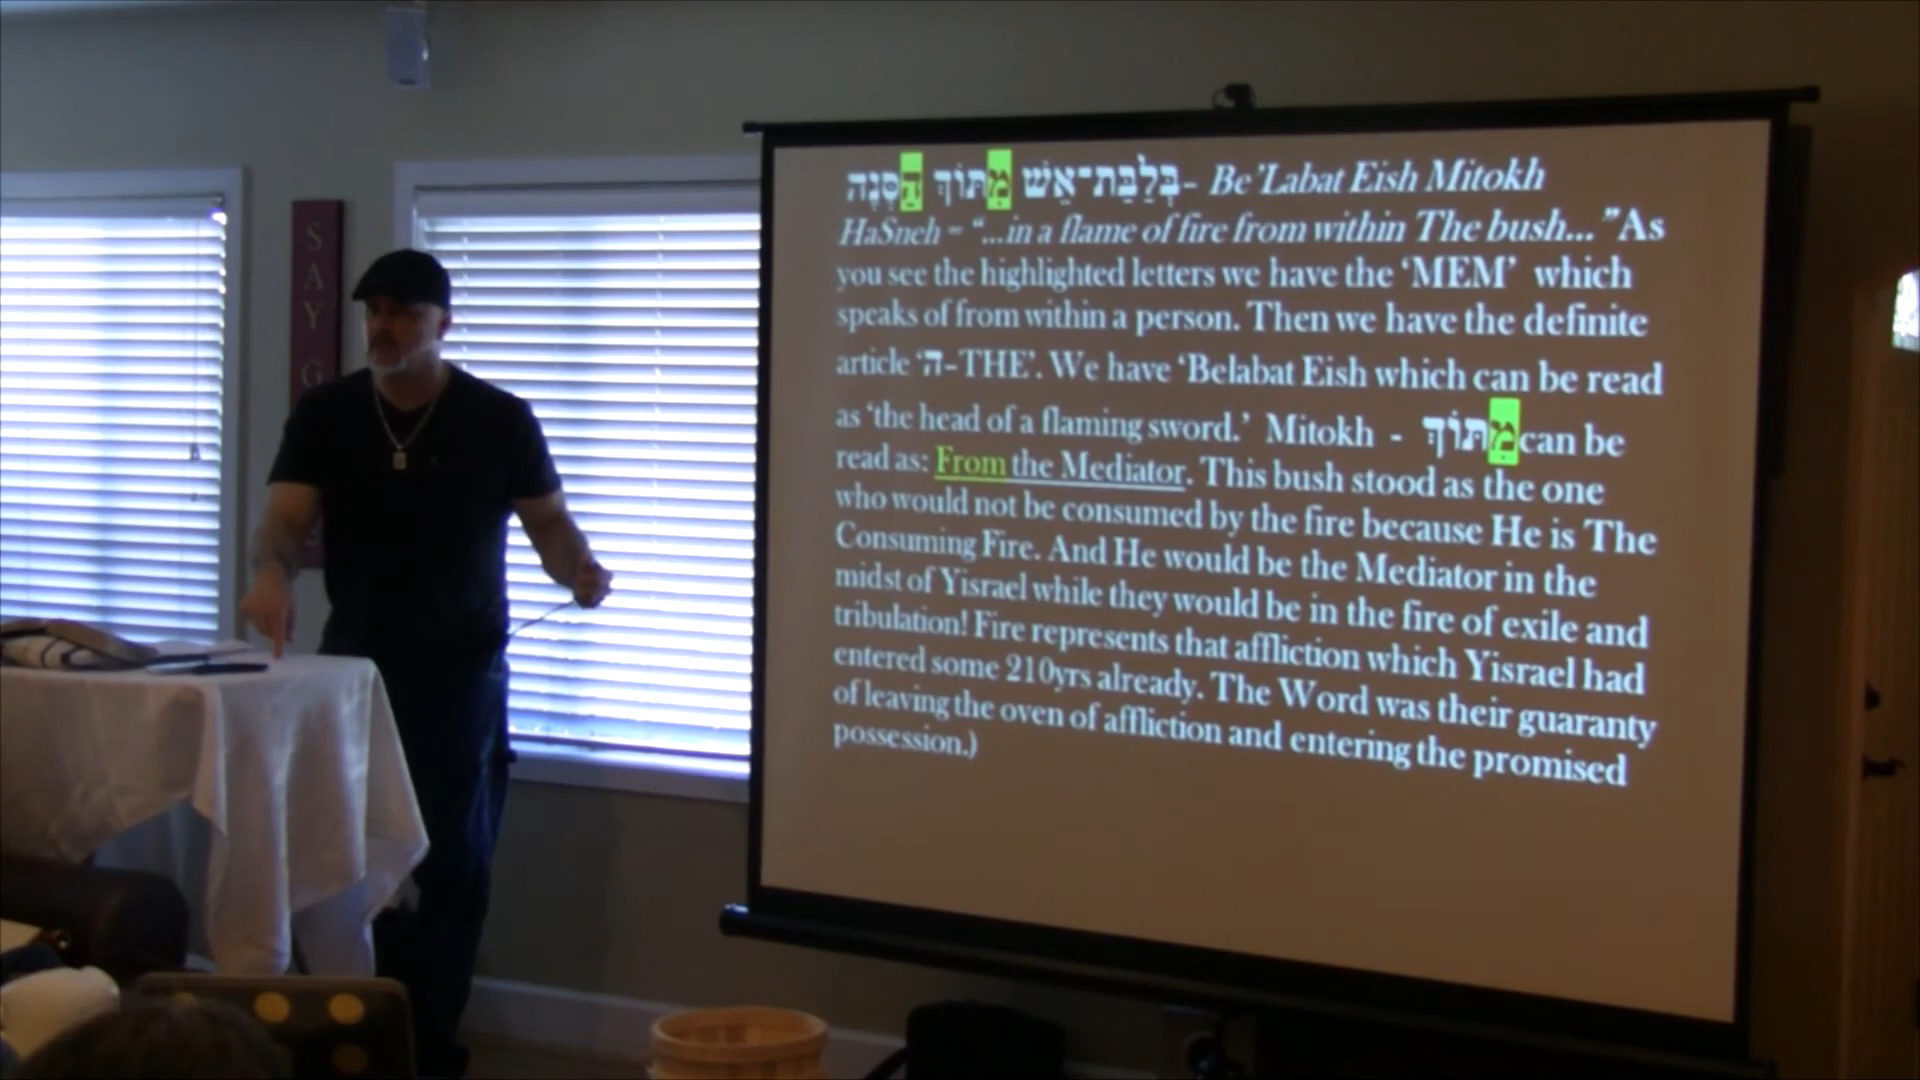 בְּלַבַּת־אֵשׁ מִתּוֹךְ הַסְּנֶה – Be'Labat Eish Mitokh
HaSneh = “...in a flame of fire from within The bush...”As
you see the highlighted letters we have the ‘MEM’ which
speaks of from within a person. Then we have the definite
article ‘ה-THE’. We have ‘Belabat Eish which can be read
as ‘the head of a flaming sword.’ Mitokh - מִתּוֹךְ can be
read as: From the Mediator. This bush stood as the one
who would not be consumed by the fire because He is The
Consuming Fire. And He would be the Mediator in the
midst of Yisrael while they would be in the fire of exile and
tribulation! Fire represents that affliction which Yisrael had
entered some 210yrs already. The Word was their guaranty
of leaving the oven of affliction and entering the promised
possession.)
SAY G